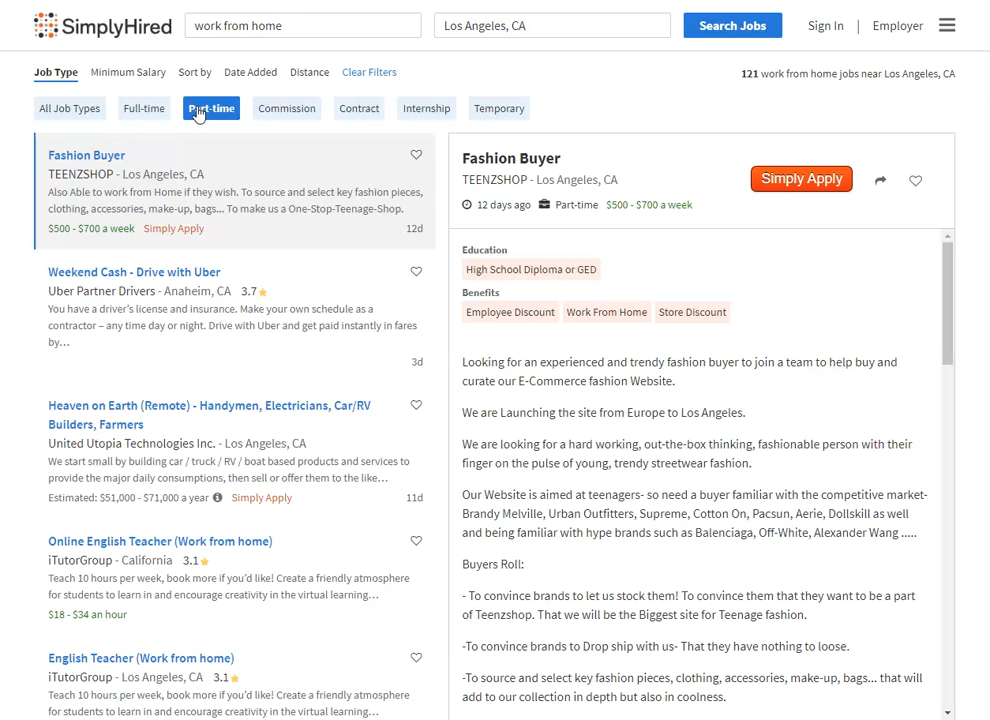 SimplyHired
work from home
Los Angeles, CA
Search Jobs
Sign In | Employer
Job Type Minimum Salary Sort by Date Added Distance Clear Filters
121 work from home jobs near Los Angeles, CA
All Job Types Full-time Part-time Commission Contract Internship Temporary
Fashion Buyer
TEENZSHOP - Los Angeles, CA
Also Able to work from Home if they wish. To source and select key fashion pieces,
clothing, accessories, make-up, bags... To make us a One-Stop-Teenage-Shop.
$500 - $700 a week Simply Apply 12d
Weekend Cash - Drive with Uber
Uber Partner Drivers - Anaheim, CA 3.7
You have a driver's license and insurance. Make your own schedule as a
contractor – any time day or night. Drive with Uber and get paid instantly in fares
by…
3d
Heaven on Earth (Remote) - Handymen, Electricians, Car/RV
Builders, Farmers
United Utopia Technologies Inc. - Los Angeles, CA
We start small by building car / truck / RV / boat based products and services to
provide the major daily consumptions, then sell or offer them to the like…
Estimated: $51,000 - $71,000 a year Simply Apply 11d
Online English Teacher (Work from home)
iTutorGroup - California 3.1
Teach 10 hours per week, book more if you'd like! Create a friendly atmosphere
for students to learn in and encourage creativity in the virtual learning…
$18 - $34 an hour
English Teacher (Work from home)
iTutorGroup - Los Angeles, CA 3.1
Teach 10 hours per week, book more if you'd like! Create a friendly atmosphere
for students to learn in and encourage creativity in the virtual learning…
Fashion Buyer
TEENZSHOP - Los Angeles, CA
Simply Apply
12 days ago Part-time $500 - $700 a week
Education
High School Diploma or GED
Benefits
Employee Discount Work From Home Store Discount
Looking for an experienced and trendy fashion buyer to join a team to help buy and
curate our E-Commerce fashion Website.
We are Launching the site from Europe to Los Angeles.
We are looking for a hard working, out-the-box thinking, fashionable person with their
finger on the pulse of young, trendy streetwear fashion.
Our Website is aimed at teenagers- so need a buyer familiar with the competitive market-
Brandy Melville, Urban Outfitters, Supreme, Cotton On, Pacsun, Aerie, Dollskill as well
and being familiar with hype brands such as Balenciaga, Off-White, Alexander Wang .....
Buyers Roll:
- To convince brands to let us stock them! To convince them that they want to be a part
of Teenzshop. That we will be the Biggest site for Teenage fashion.
-To convince brands to Drop ship with us- That they have nothing to lose.
-To source and select key fashion pieces, clothing, accessories, make-up, bags... that will
add to our collection in depth but also in coolness.